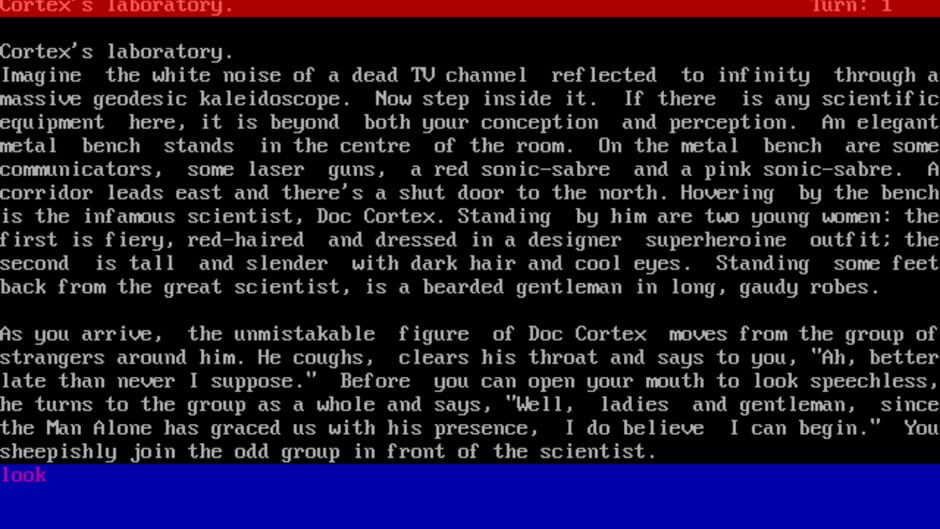 Cortex's laboratory. Turn: 1
Cortex's laboratory.
Imagine the white noise of a dead TV channel reflected to infinity through a
massive geodesic kaleidoscope. Now step inside it. If there is any scientific
equipment here, it is beyond both your conception and perception. An elegant
metal bench stands in the centre of the room. On the metal bench are some
communicators, some laser guns, a red sonic-sabre and a pink sonic-sabre. A
corridor leads east and there's a shut door to the north. Hovering by the bench
is the infamous scientist, Doc Cortex. Standing by him are two young women: the
first is fiery, red-haired and dressed in a designer superheroine outfit; the
second is tall and slender with dark hair and cool eyes. Standing some feet
back from the great scientist, is a bearded gentleman in long, gaudy robes.
As you arrive, the unmistakable figure of Doc Cortex moves from the group of
strangers around him. He coughs, clears his throat and says to you, "Ah, better
late than never I suppose." Before you can open your mouth to look speechless,
he turns to the group as a whole and says, "Well, ladies and gentleman, since
the Man Alone has graced us with his presence, I do believe I can begin." You
sheepishly join the odd group in front of the scientist.
look